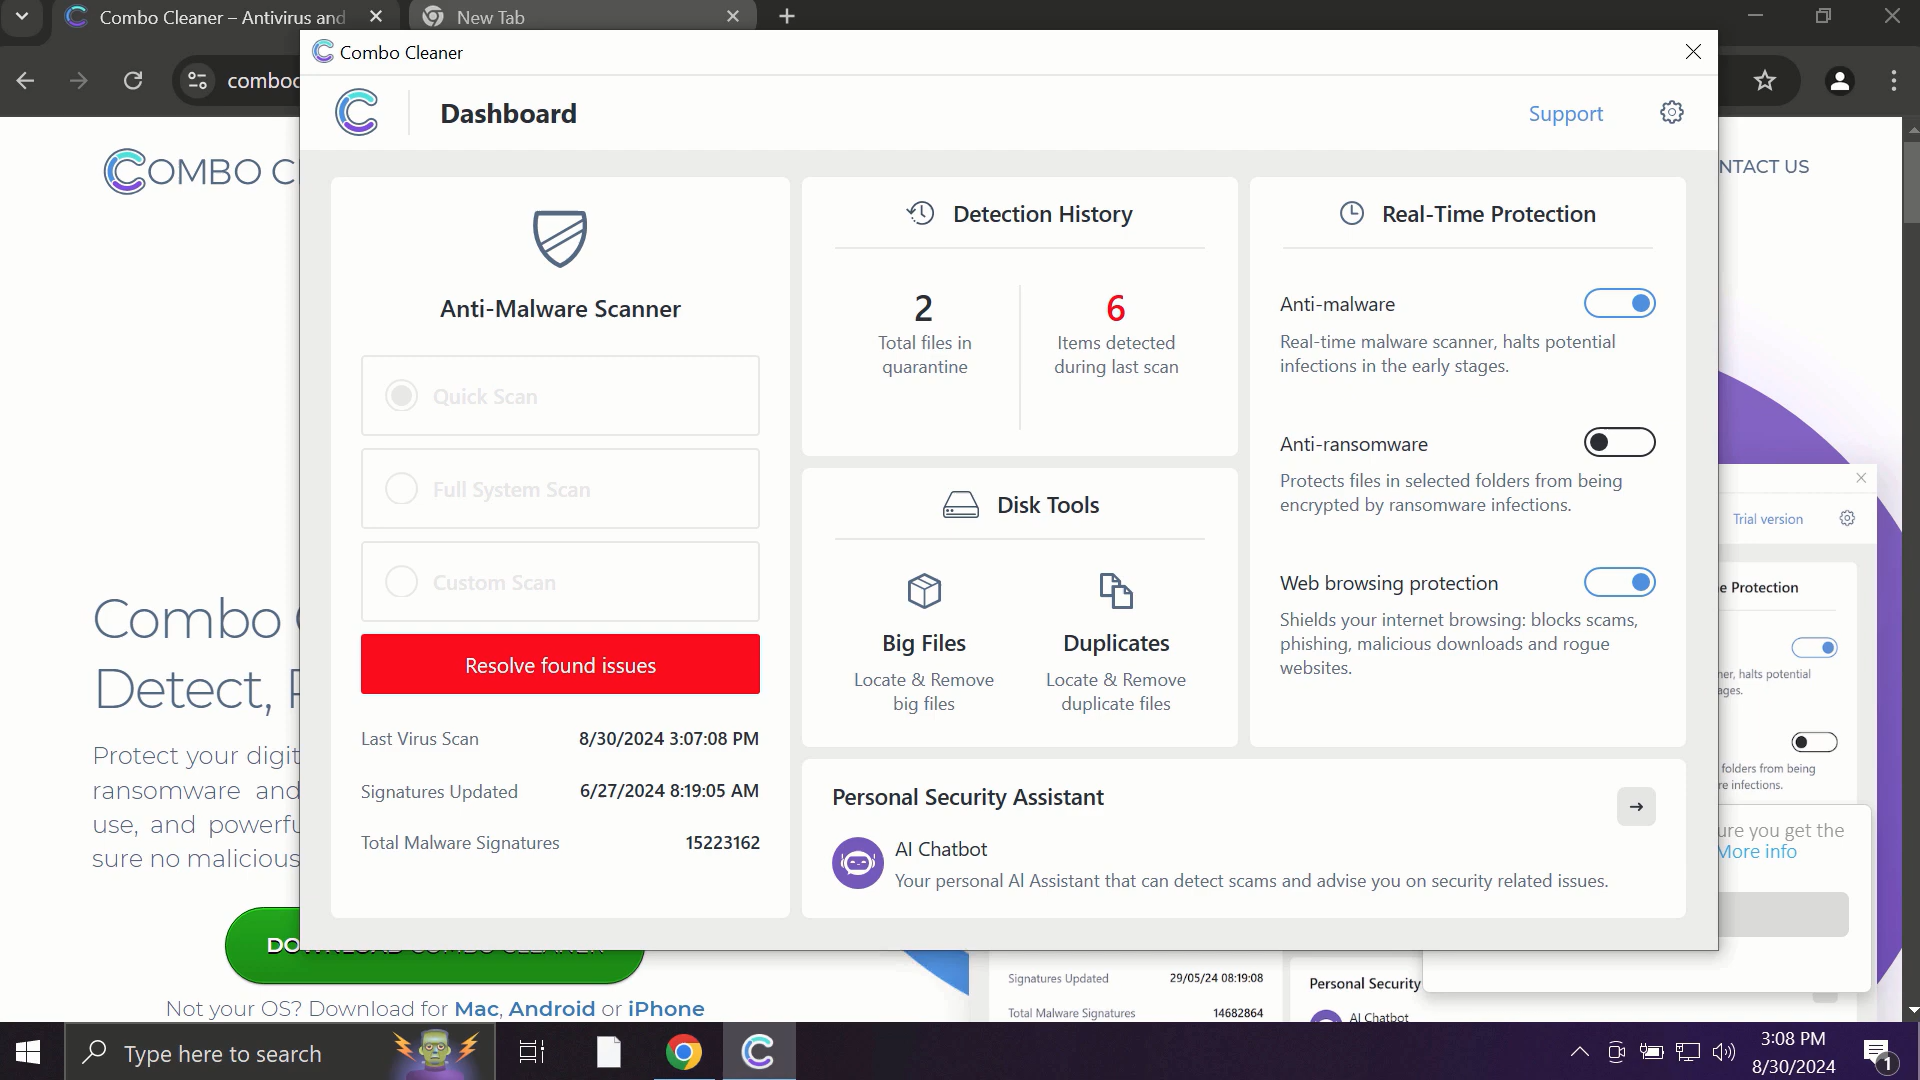 Combo Cleaner – Antivirus and
New Tab
comboc
Combo Cleaner
Dashboard
Support
OMBO C
NTACT US
Anti-Malware Scanner
Quick Scan
Full System Scan
Custom Scan
Resolve found issues
Last Virus Scan 8/30/2024 3:07:08 PM
Signatures Updated 6/27/2024 8:19:05 AM
Total Malware Signatures 15223162
Detection History
2
Total files in
quarantine
6
Items detected
during last scan
Disk Tools
Big Files
Locate & Remove
big files
Duplicates
Locate & Remove
duplicate files
Real-Time Protection
Anti-malware
Real-time malware scanner, halts potential
infections in the early stages.
Anti-ransomware
Protects files in selected folders from being
encrypted by ransomware infections.
Web browsing protection
Shields your internet browsing: blocks scams,
phishing, malicious downloads and rogue
websites.
Personal Security Assistant
AI Chatbot
Your personal AI Assistant that can detect scams and advise you on security related issues.
Combo
Detect,
Protect your digit
ransomware and
use, and powerfu
sure no malicious
DOWNLOAD COMBO CLEANER
Not your OS? Download for Mac, Android or iPhone
Trial version
e Protection
ner, halts potential
ages.
folders from being
re infections.
ure you get the
More info
Signatures Updated 29/05/24 08:19:08
Total Malware Signatures 14682864
Personal Security
AI Chatbot
Type here to search
3:08 PM
8/30/2024
1